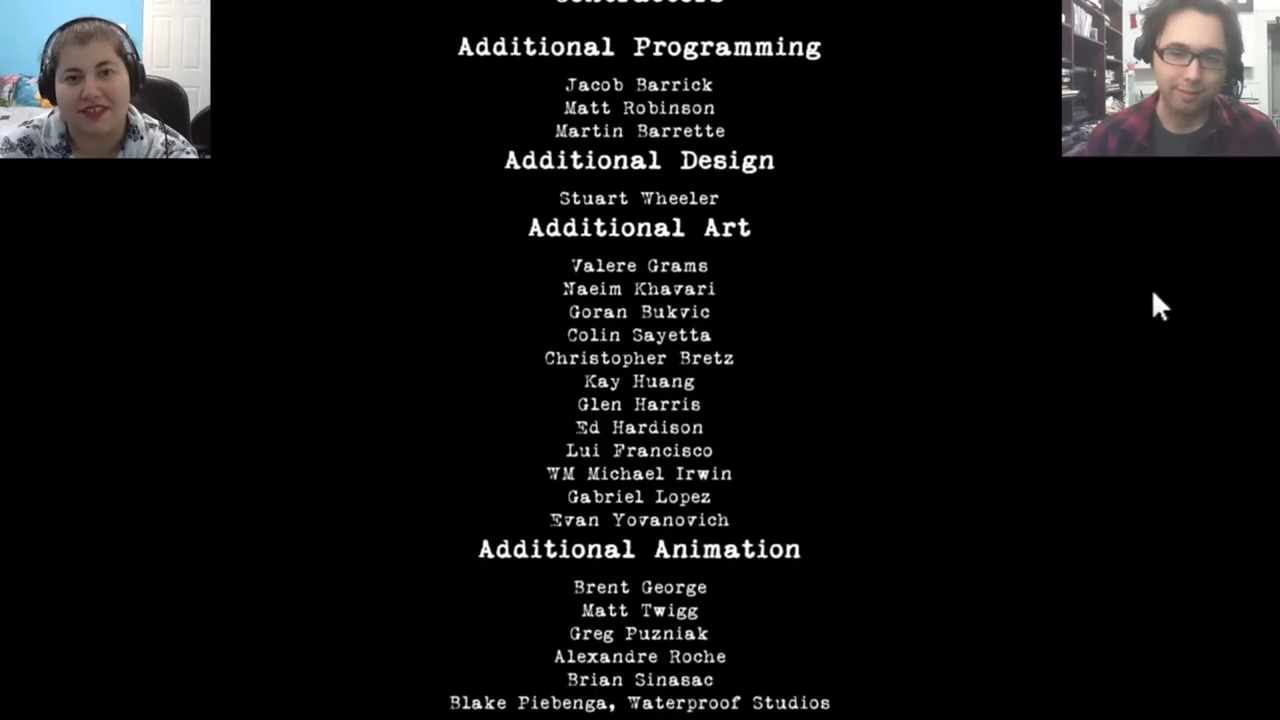 Contractors
Additional Programming
Jacob Barrick
Matt Robinson
Martin Barrette
Additional Design
Stuart Wheeler
Additional Art
Valere Grams
Naeim Khavari
Goran Bukvic
Colin Sayetta
Christopher Bretz
Kay Huang
Glen Harris
Ed Hardison
Lui Francisco
WM Michael Irwin
Gabriel Lopez
Evan Yovanovich
Additional Animation
Brent George
Matt Twigg
Greg Puzniak
Alexandre Roche
Brian Sinasac
Blake Piebenga, Waterproof Studios